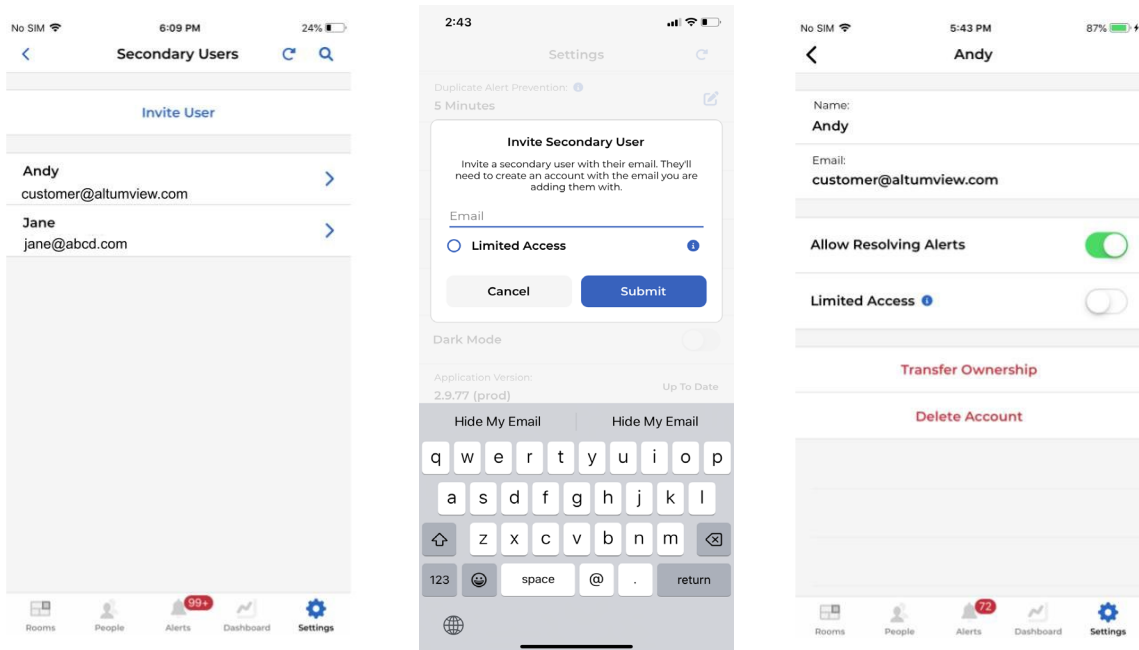 No SIM 6:09 PM 24%
Secondary Users
Invite User
Andy
customer@altumview.com
Jane
jane@abcd.com
99+
Rooms People Alerts Dashboard Settings
2:43
Settings
Duplicate Alert Prevention:
5 Minutes
Invite Secondary User
Invite a secondary user with their email. They'll
need to create an account with the email you are
adding them with.
Email
Limited Access
Cancel Submit
Dark Mode
Application Version:
2.9.77 (prod) Up To Date
Hide My Email Hide My Email
q w e r t y u i o p
a s d f g h j k l
z x c v b n m
123 space @ . return
No SIM 5:43 PM 87%
Andy
Name:
Andy
Email:
customer@altumview.com
Allow Resolving Alerts
Limited Access
Transfer Ownership
Delete Account
72
Rooms People Alerts Dashboard Settings